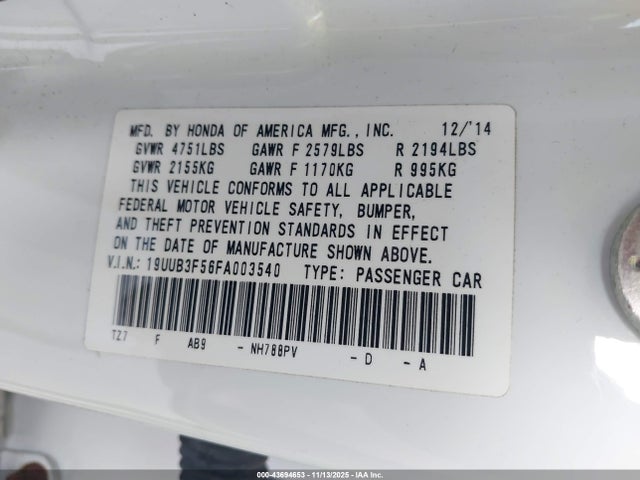 MFD. BY HONDA OF AMERICA MFG., INC. 12/'14
GVWR 4751LBS GAWR F 2579LBS R 2194LBS
GVWR 2155KG GAWR F 1170KG R 995KG
THIS VEHICLE CONFORMS TO ALL APPLICABLE
FEDERAL MOTOR VEHICLE SAFETY, BUMPER,
AND THEFT PREVENTION STANDARDS IN EFFECT
ON THE DATE OF MANUFACTURE SHOWN ABOVE.
V.I.N.: 19UUB3F56FA003540 TYPE: PASSENGER CAR
TZ7 F AB9 - NH788PV - D - A
000-43694653 - 11/13/2025 - IAA Inc.